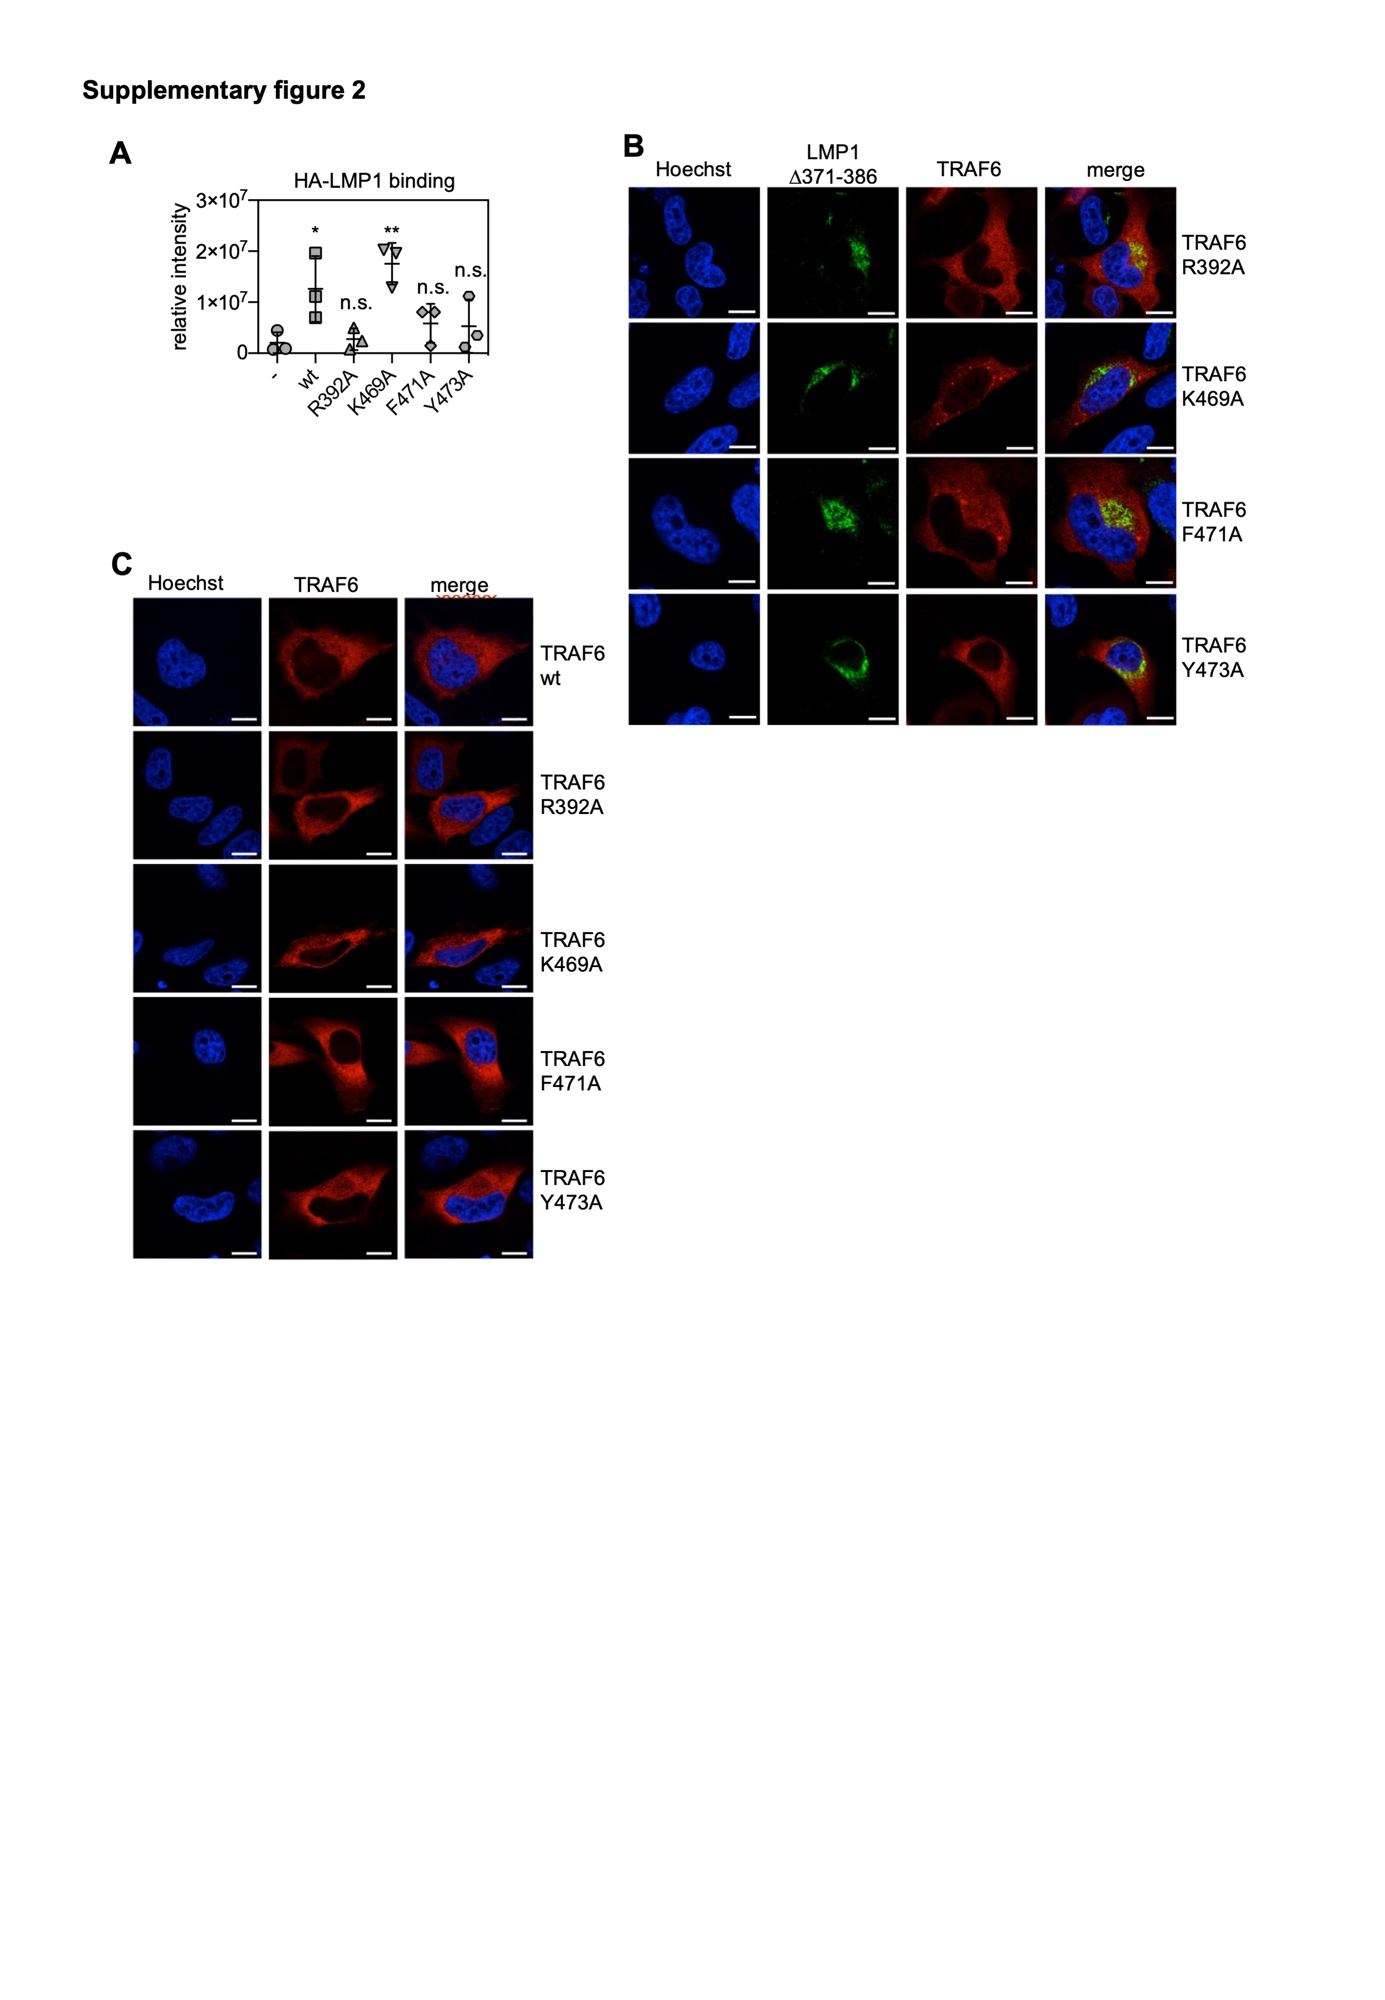 Supplementary figure 2
A
HA-LMP1 binding
relative intensity
3×10⁷
2×10⁷
1×10⁷
0
*
n.s.
**
n.s.
n.s.
-
wt
R392A
K469A
F471A
Y473A
B
Hoechst
LMP1
Δ371-386
TRAF6
merge
TRAF6
R392A
TRAF6
K469A
TRAF6
F471A
TRAF6
Y473A
C
Hoechst
TRAF6
merge
TRAF6
wt
TRAF6
R392A
TRAF6
K469A
TRAF6
F471A
TRAF6
Y473A